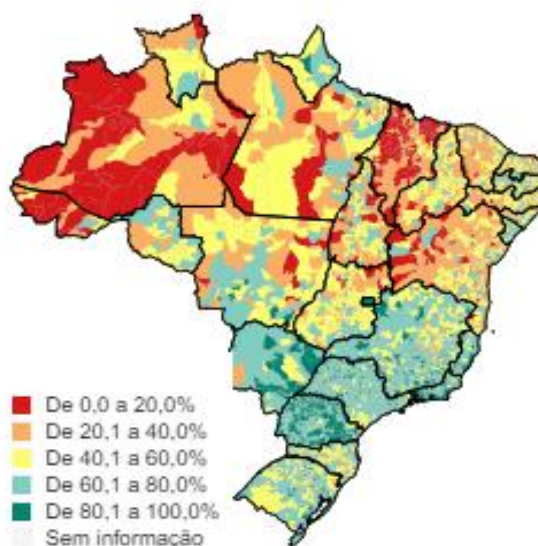 De 0,0 a 20,0%
De 20,1 a 40,0%
De 40,1 a 60,0%
De 60,1 a 80,0%
De 80,1 a 100,0%
Sem informação